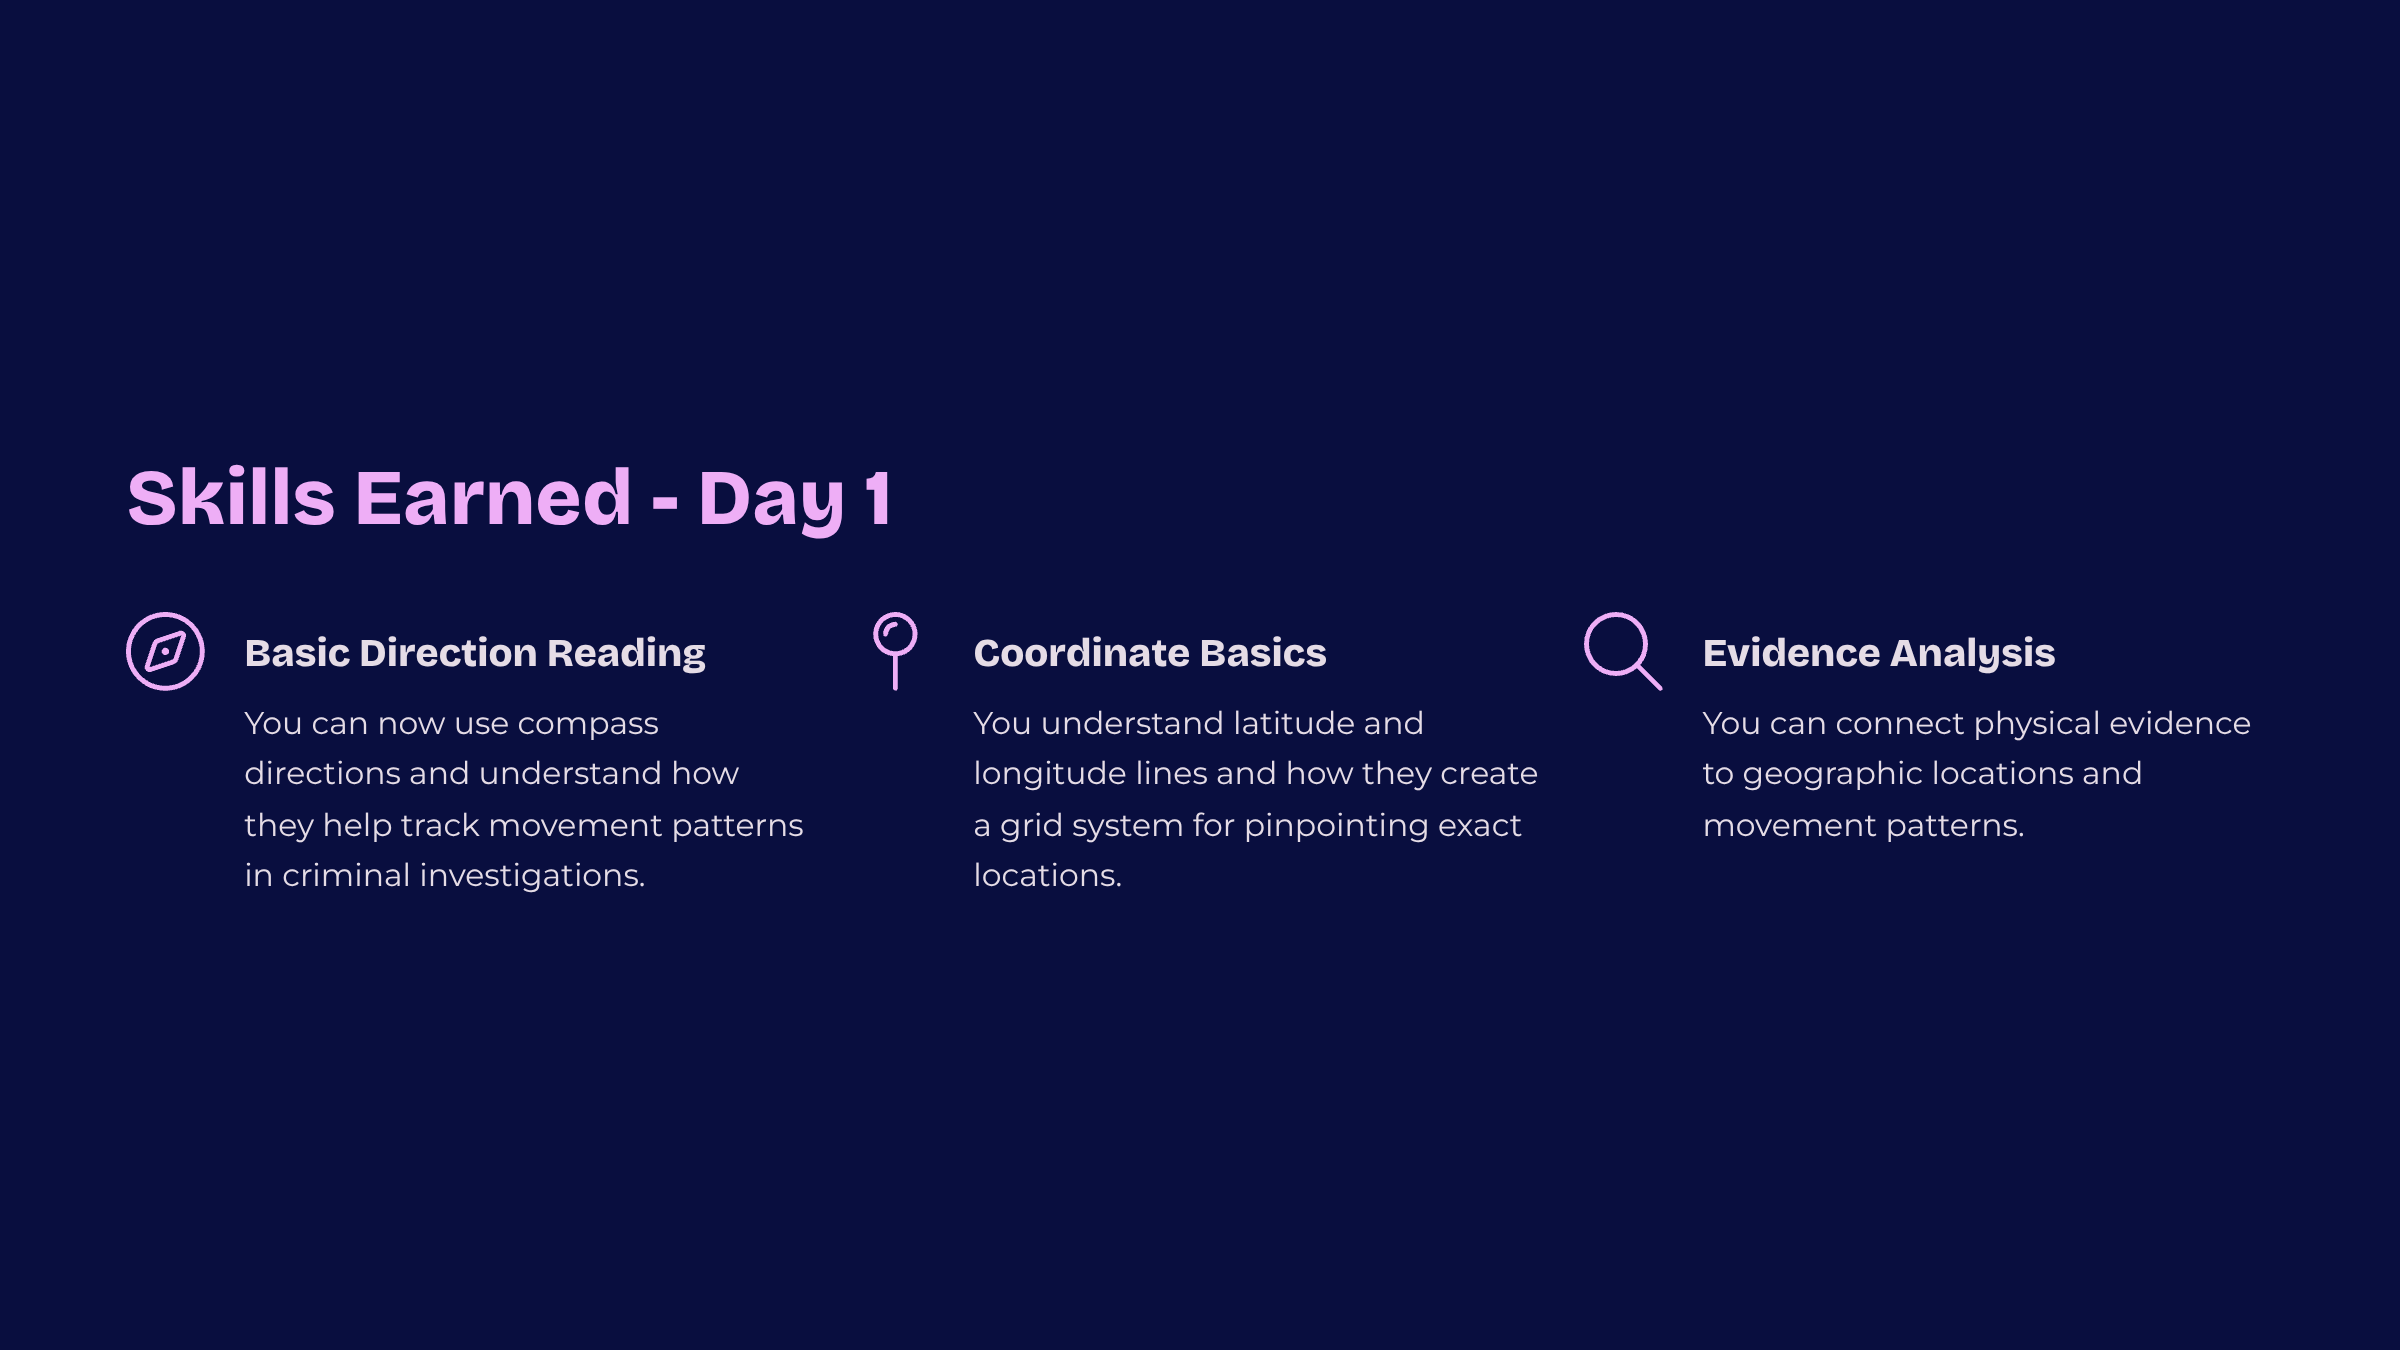 Skills Earned - Day 1
Basic Direction Reading
You can now use compass
directions and understand how
they help track movement patterns
in criminal investigations.
Coordinate Basics
You understand latitude and
longitude lines and how they create
a grid system for pinpointing exact
locations.
Evidence Analysis
You can connect physical evidence
to geographic locations and
movement patterns.